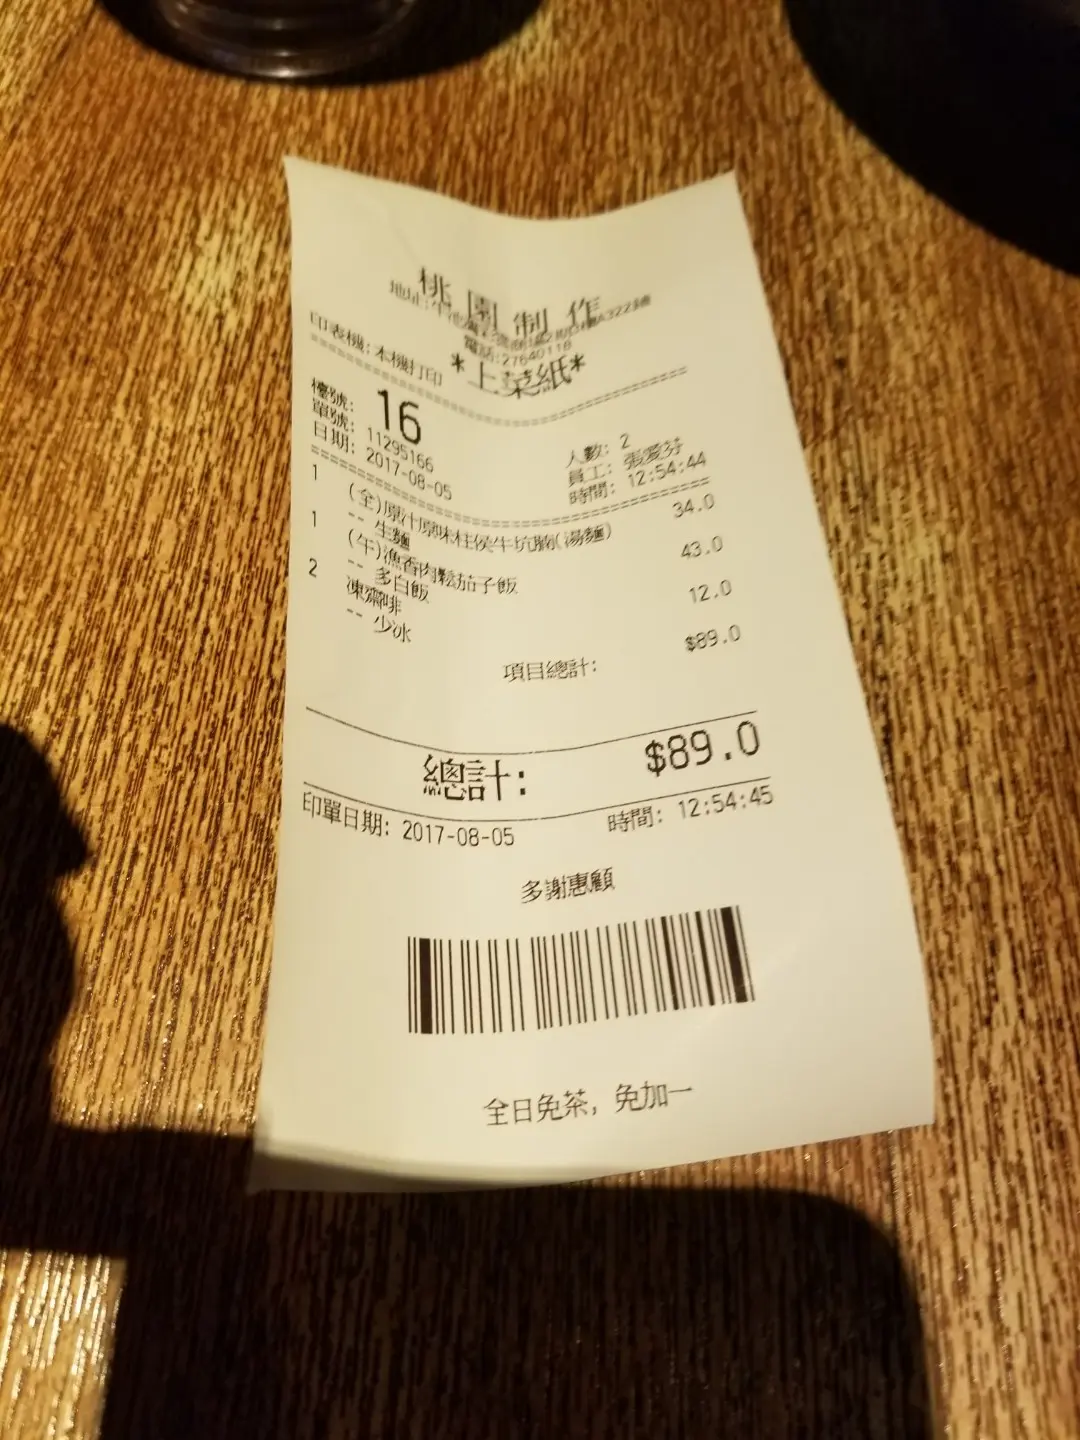 桃園制作
地址:牛池灣
電話:27640118
*上菜紙*
印表機:本機打印
檯號: 16
人數: 2
單號: 11295166
員工: 張愛芬
日期: 2017-08-05
時間: 12:54:44
1 (全)原汁原味柱侯牛坑腩(湯麵) 34.0
-- 生麵
1 (午)漁香肉鬆茄子飯 43.0
-- 多白飯
2 凍齋啡 12.0
-- 少冰
項目總計: $89.0
總計: $89.0
印單日期: 2017-08-05 時間: 12:54:45
多謝惠顧
全日免茶, 免加一